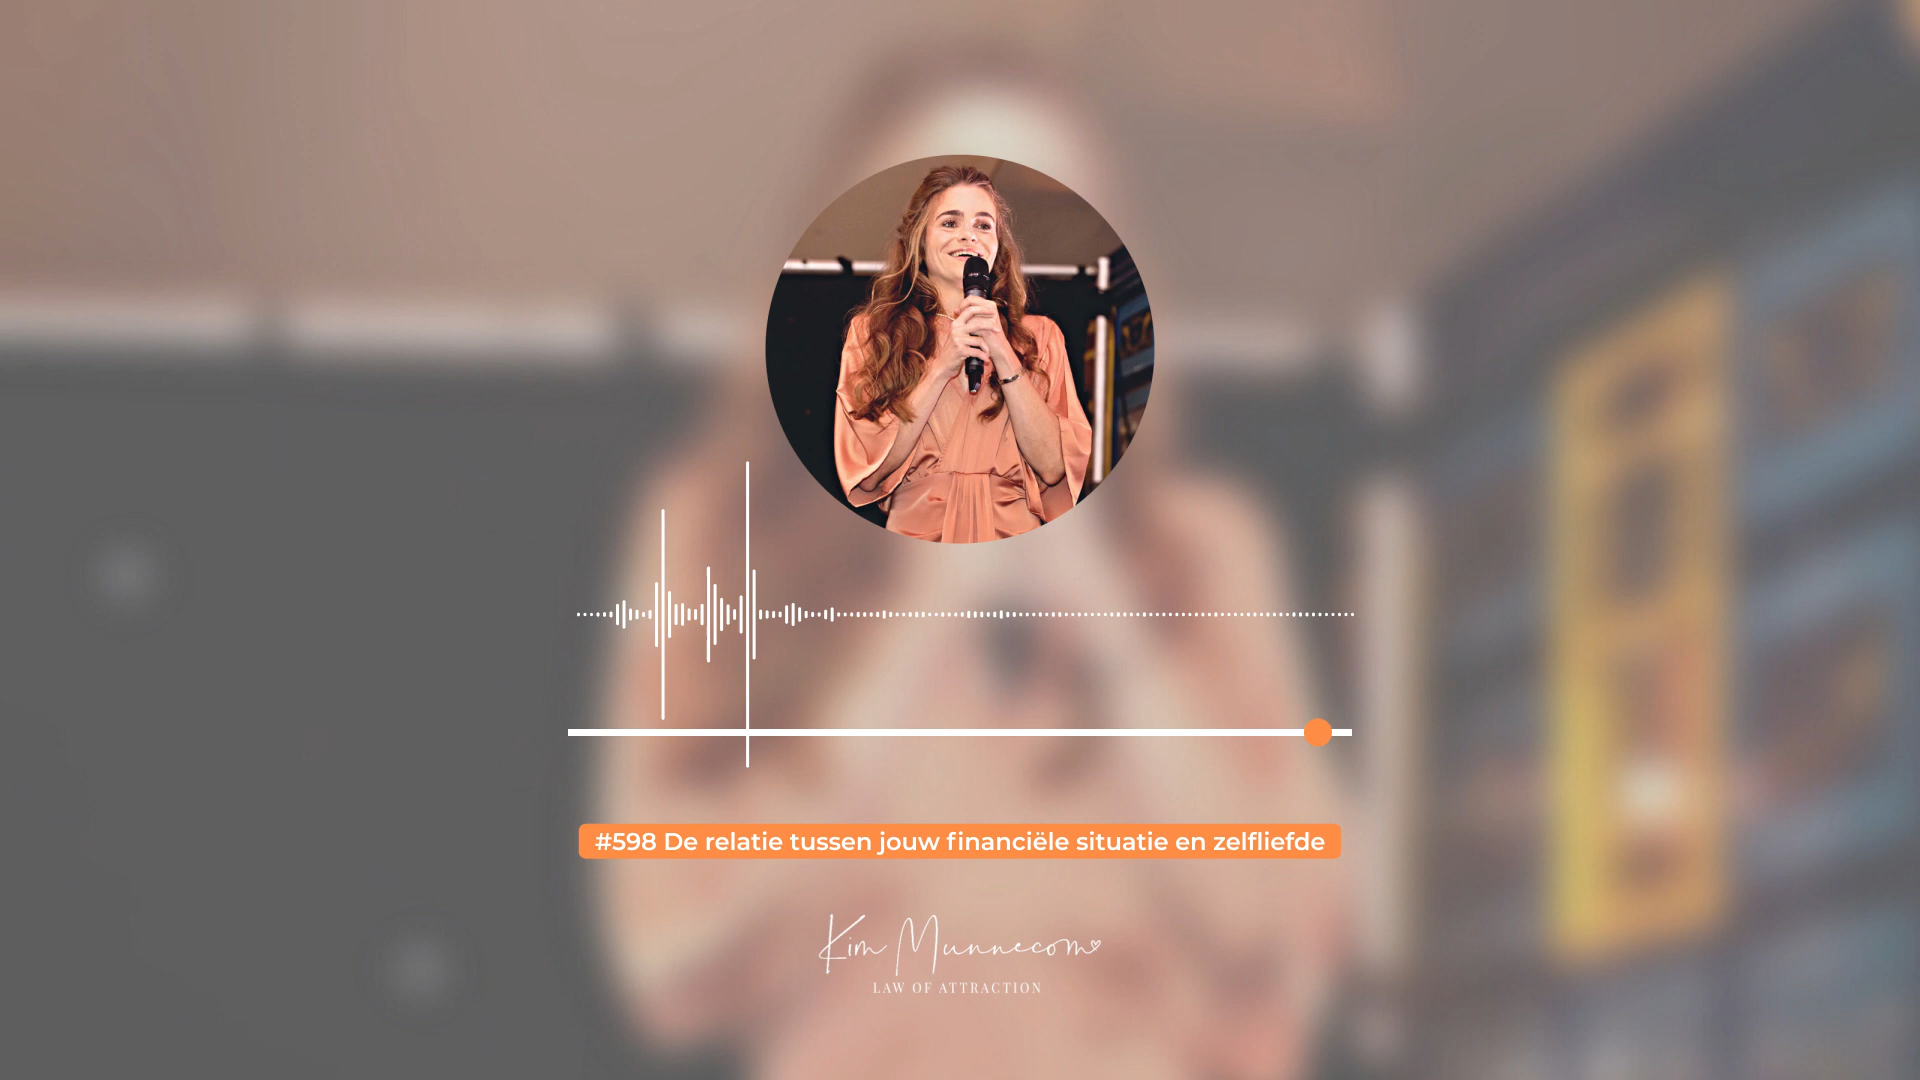 #598 De relatie tussen jouw financiële situatie en zelfliefde
Kim Munnecom
LAW OF ATTRACTION